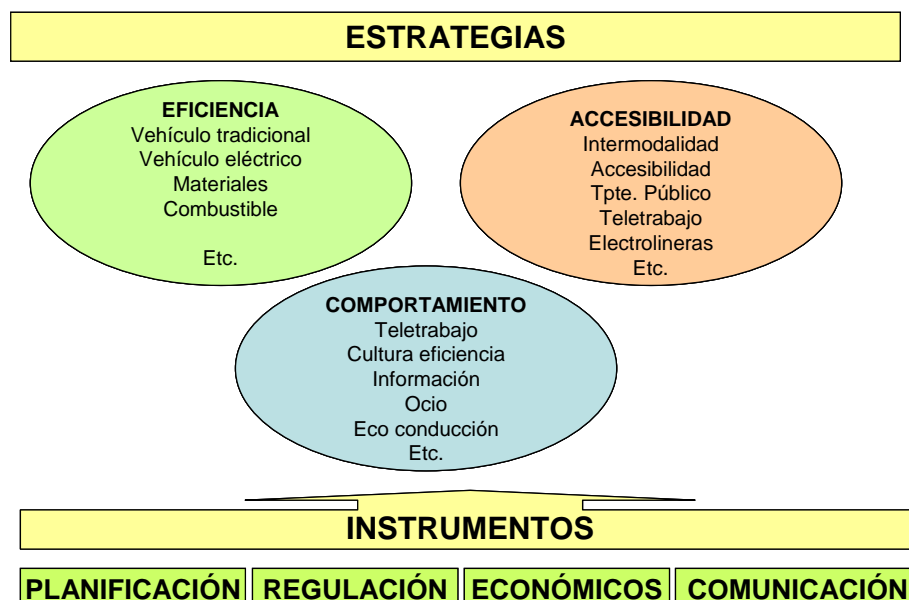 ESTRATEGIAS
EFICIENCIA
Vehículo tradicional
Vehículo eléctrico
Materiales
Combustible
Etc.
ACCESIBILIDAD
Intermodalidad
Accesibilidad
Tpte. Público
Teletrabajo
Electrolineras
Etc.
COMPORTAMIENTO
Teletrabajo
Cultura eficiencia
Información
Ocio
Eco conducción
Etc.
INSTRUMENTOS
PLANIFICACIÓN REGULACIÓN ECONÓMICOS COMUNICACIÓN